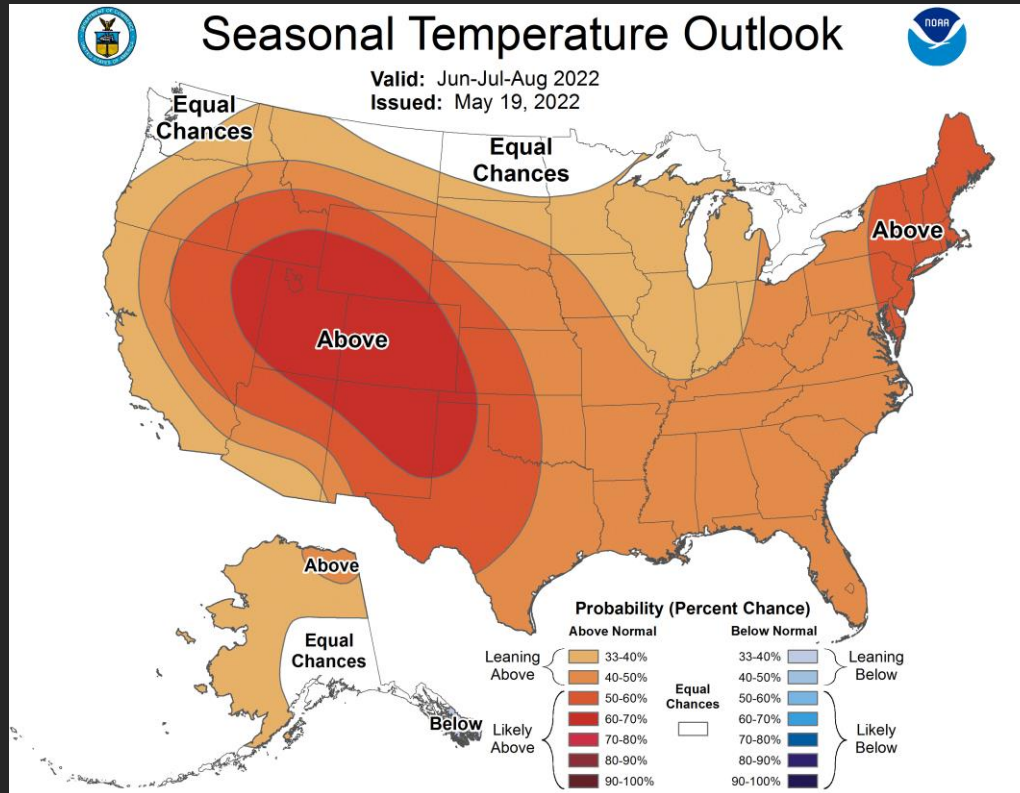 Seasonal Temperature Outlook
NOAA
Valid: Jun-Jul-Aug 2022
Issued: May 19, 2022
Equal
Chances
Equal
Chances
Above
Above
Above
Equal
Chances
Below
Probability (Percent Chance)
Above Normal
Below Normal
Leaning
Above
33-40%
40-50%
Likely
Above
50-60%
60-70%
70-80%
80-90%
90-100%
Equal
Chances
33-40%
40-50%
Leaning
Below
50-60%
60-70%
70-80%
80-90%
90-100%
Likely
Below